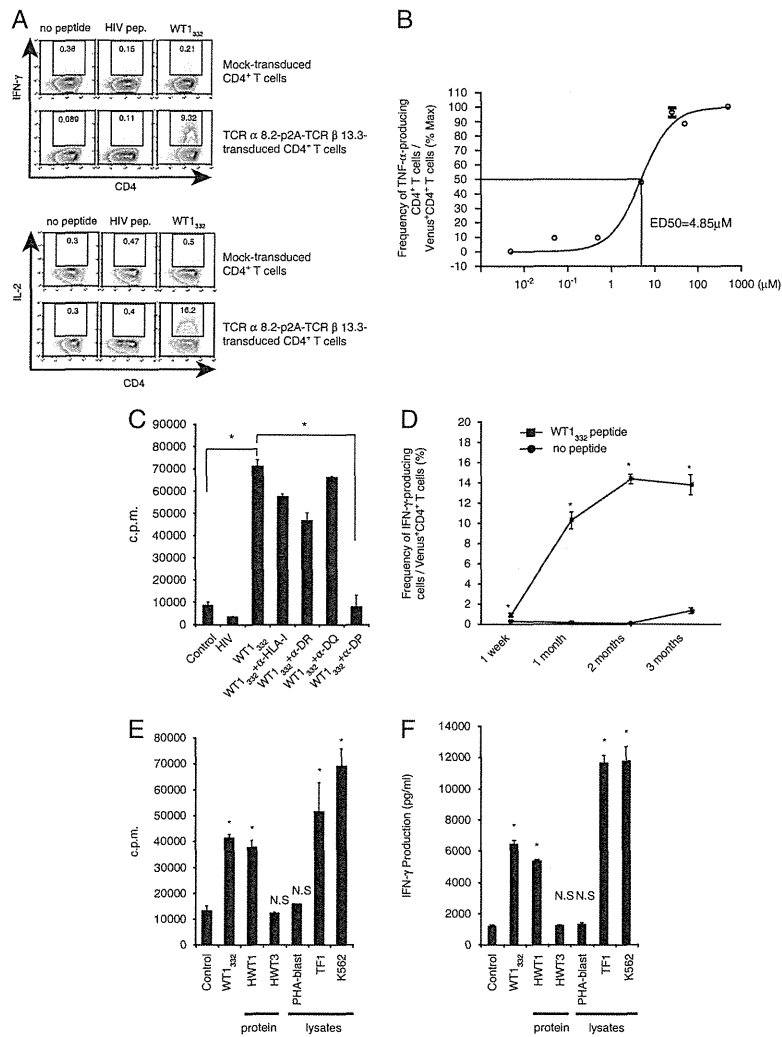 A
no peptide HIV pep. WT1332
0.38 0.15 0.21
Mock-transduced
CD4+ T cells
IFN-γ
0.089 0.11 9.32
TCR α 8.2-p2A-TCR β 13.3-
transduced CD4+ T cells
CD4
no peptide HIV pep. WT1332
0.3 0.47 0.5
Mock-transduced
CD4+ T cells
IL-2
0.3 0.4 16.2
TCR α 8.2-p2A-TCR β 13.3-
transduced CD4+ T cells
CD4
B
Frequency of TNF-α-producing
CD4+ T cells /
Venus+CD4+ T cells (% Max)
110
100
90
80
70
60
50
40
30
20
10
0
-10
ED50=4.85μM
10-2 10-1 1 10 100 1000 (μM)
C
c.p.m.
90000
80000
70000
60000
50000
40000
30000
20000
10000
0
* *
Control
HIV
WT1332
WT1332+α-HLA-I
WT1332+α-DR
WT1332+α-DQ
WT1332+α-DP
D
Frequency of IFN-γ-producing
cells / Venus+CD4+ T cells (%)
20
18
16
14
12
10
8
6
4
2
0
WT1332 peptide
no peptide
* * * *
1 week
1 month
2 months
3 months
E
c.p.m.
80000
70000
60000
50000
40000
30000
20000
10000
0
* * N.S N.S * *
Control
WT1332
HWT1
HWT3
PHA-blast
TF1
K562
protein lysates
F
IFN-γ Production (pg/ml)
14000
12000
10000
8000
6000
4000
2000
0
* * N.S N.S * *
Control
WT1332
HWT1
HWT3
PHA-blast
TF1
K562
protein lysates